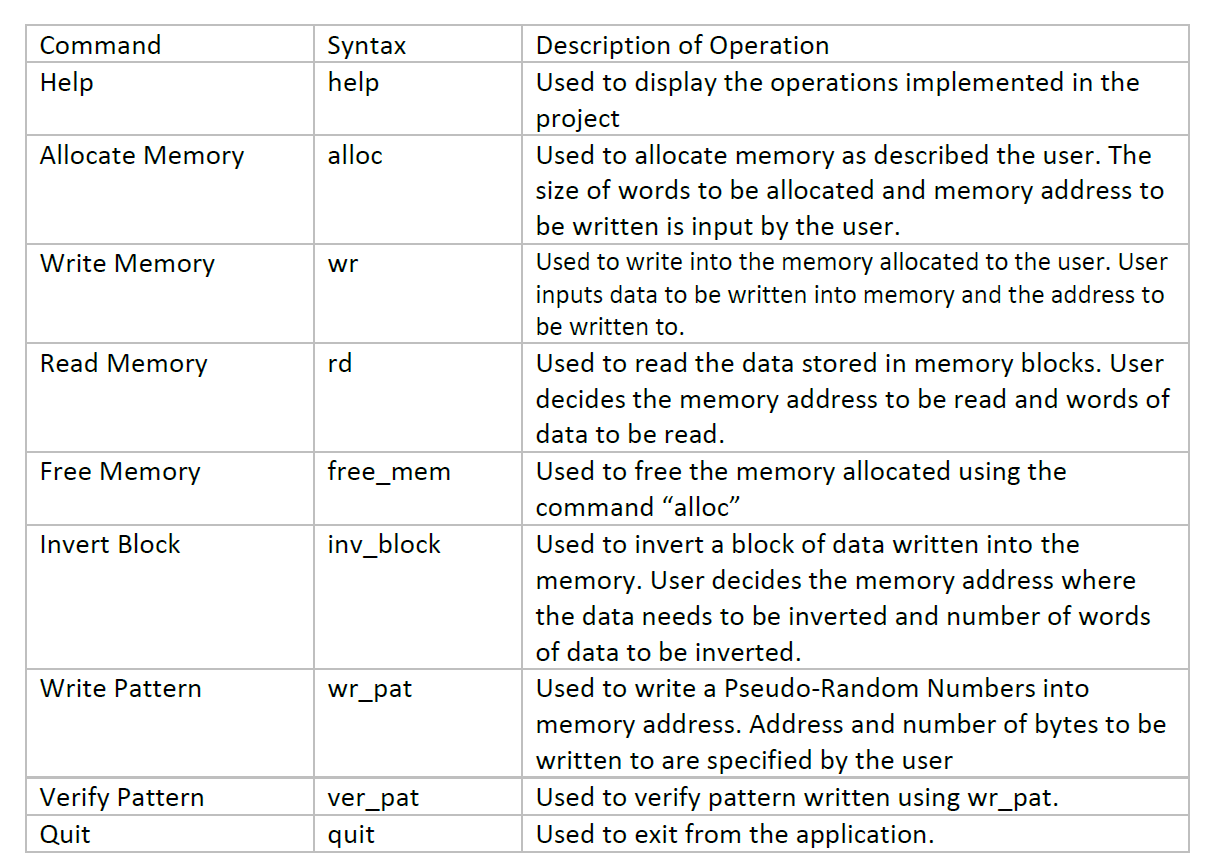 Command Syntax Description of Operation
Help help Used to display the operations implemented in the
project
Allocate Memory alloc Used to allocate memory as described the user. The
size of words to be allocated and memory address to
be written is input by the user.
Write Memory wr Used to write into the memory allocated to the user. User
inputs data to be written into memory and the address to
be written to.
Read Memory rd Used to read the data stored in memory blocks. User
decides the memory address to be read and words of
data to be read.
Free Memory free_mem Used to free the memory allocated using the
command “alloc”
Invert Block inv_block Used to invert a block of data written into the
memory. User decides the memory address where
the data needs to be inverted and number of words
of data to be inverted.
Write Pattern wr_pat Used to write a Pseudo-Random Numbers into
memory address. Address and number of bytes to be
written to are specified by the user
Verify Pattern ver_pat Used to verify pattern written using wr_pat.
Quit quit Used to exit from the application.